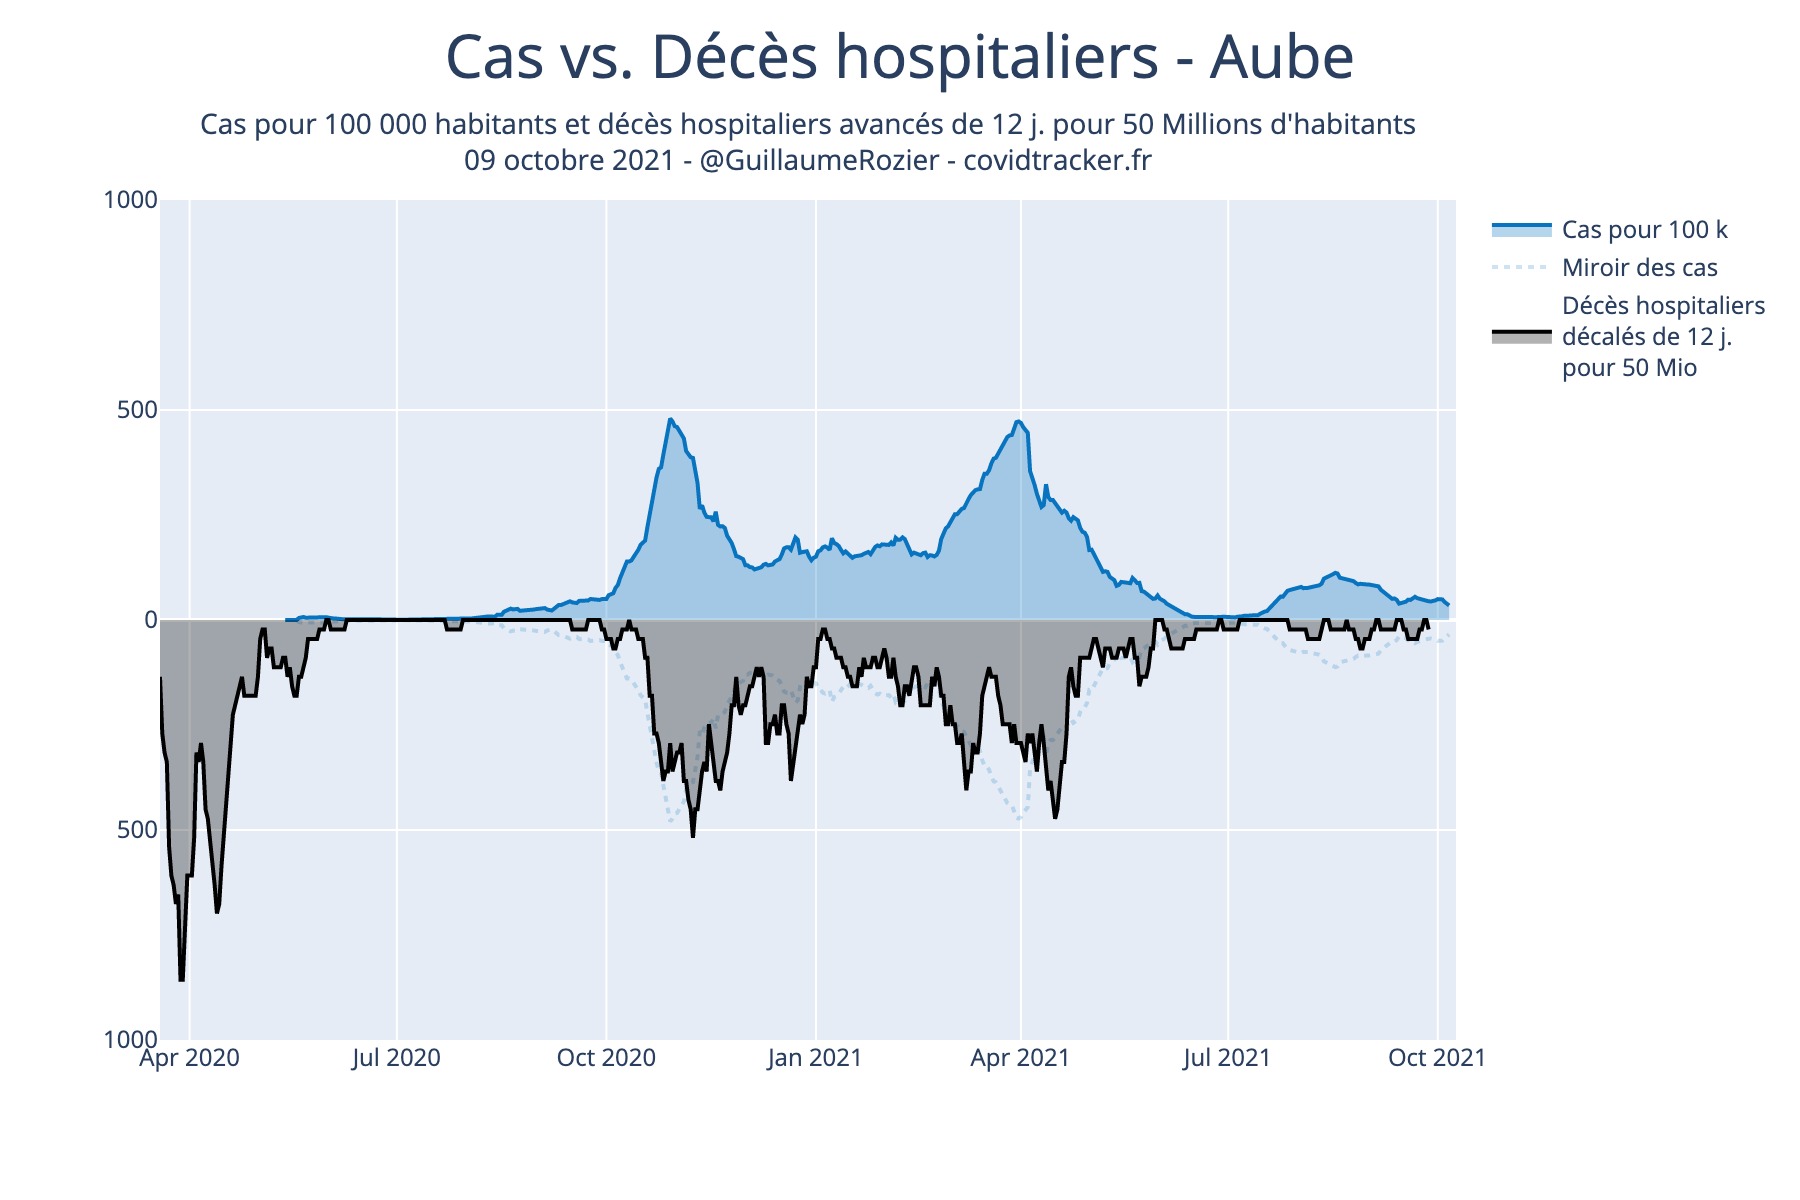 Cas vs. Décès hospitaliers - Aube
Cas pour 100 000 habitants et décès hospitaliers avancés de 12 j. pour 50 Millions d'habitants
09 octobre 2021 - @GuillaumeRozier - covidtracker.fr
1000
500
0
500
1000
Apr 2020
Jul 2020
Oct 2020
Jan 2021
Apr 2021
Jul 2021
Oct 2021
Cas pour 100 k
Miroir des cas
Décès hospitaliers
décalés de 12 j.
pour 50 Mio